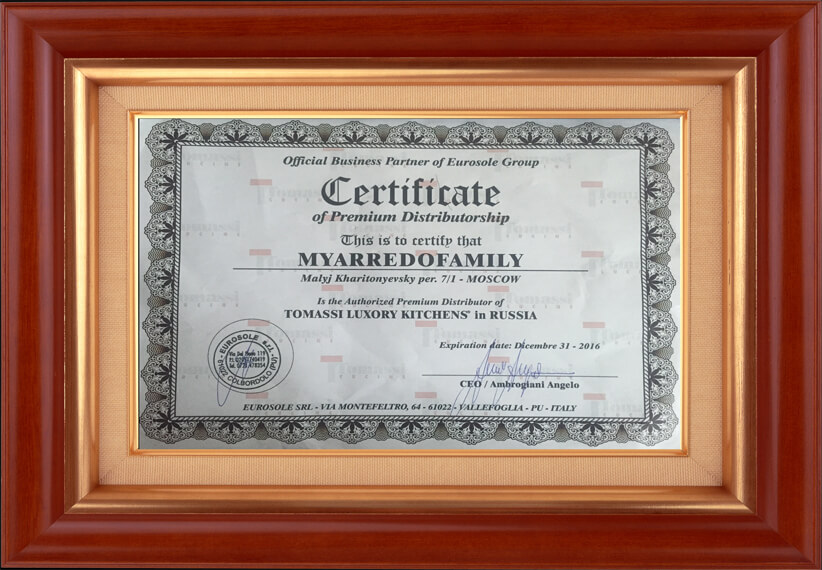 Official Business Partner of Eurosole Group
Certificate
of Premium Distributorship
This is to certify that
MYARREDOFAMILY
Malyj Kharitonyevsky per. 7/1 - MOSCOW
Is the Authorized Premium Distributor of
TOMASSI LUXORY KITCHENS® in RUSSIA
Expiration date: Dicembre 31 - 2016
CEO / Ambrogiani Angelo
EUROSOLE s.r.l.
COLBORDOLO (PU)
EUROSOLE SRL - VIA MONTEFELTRO, 64 - 61022 - VALLEFOGLIA - PU - ITALY